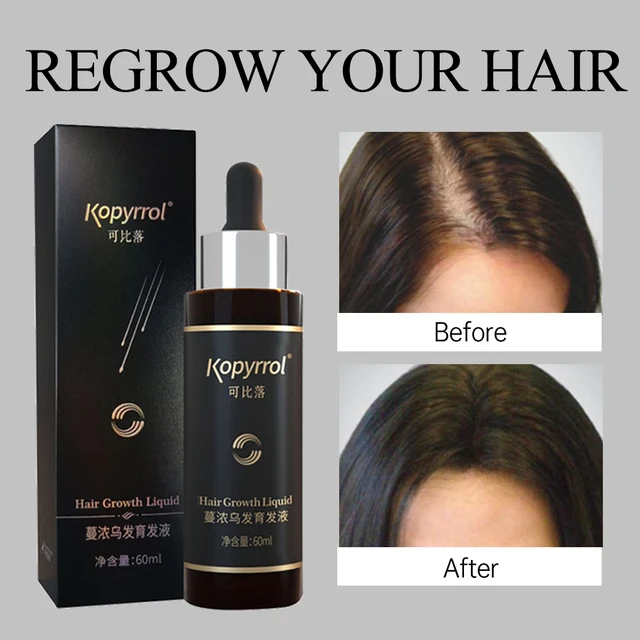 REGROW YOUR HAIR
Kopyrrol®
可比落
Hair Growth Liquid
蔓浓乌发育发液
净含量:60ml
Kopyrrol®
可比落
Hair Growth Liquid
蔓浓乌发育发液
净含量:60ml
Before
After